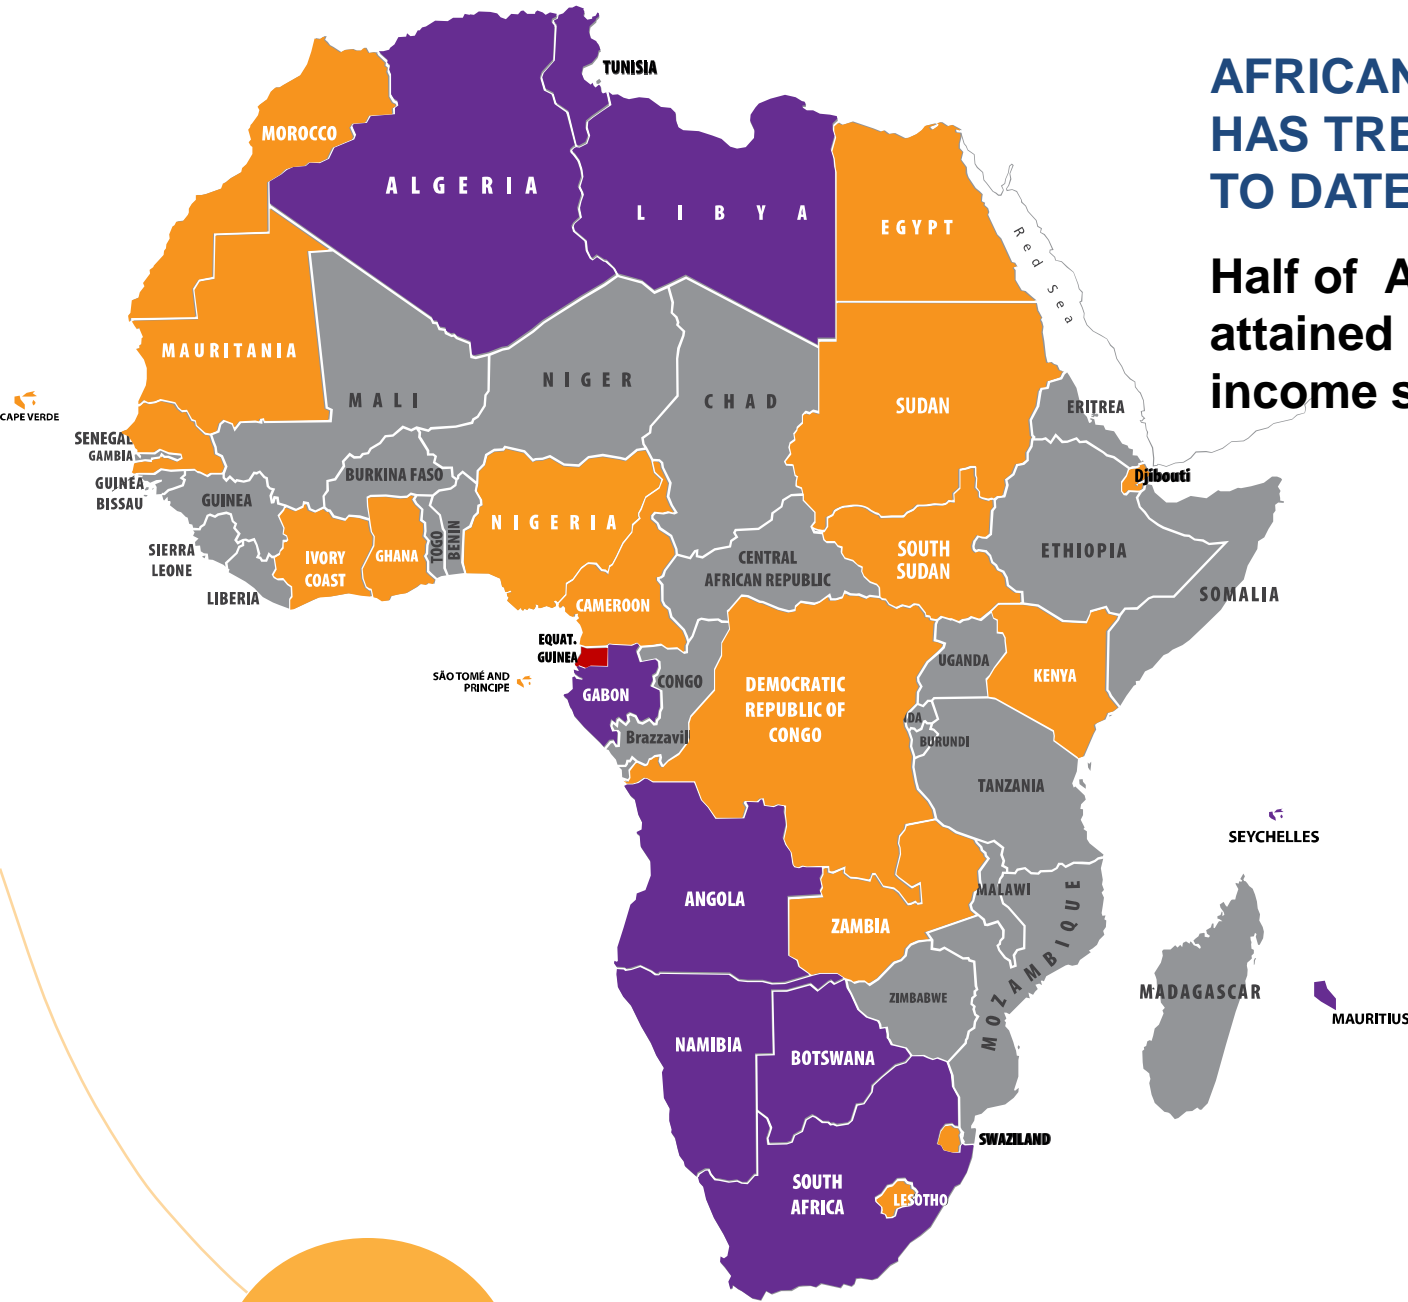 AFRICAN
HAS TRE
TO DATE
Half of A
attained
income s
TUNISIA
MOROCCO
ALGERIA
LIBYA
EGYPT
Red Sea
MAURITANIA
MALI
NIGER
CHAD
SUDAN
ERITREA
CAPE VERDE
SENEGAL
GAMBIA
GUINEA
BISSAU
GUINEA
BURKINA FASO
Djibouti
NIGERIA
SIERRA
LEONE
LIBERIA
IVORY
COAST
GHANA
TOGO
BENIN
CENTRAL
AFRICAN REPUBLIC
SOUTH
SUDAN
ETHIOPIA
SOMALIA
CAMEROON
EQUAT.
GUINEA
SÃO TOMÉ AND
PRINCIPE
GABON
CONGO
Brazzavil
DEMOCRATIC
REPUBLIC OF
CONGO
UGANDA
KENYA
DA
BURUNDI
TANZANIA
SEYCHELLES
ANGOLA
ZAMBIA
MALAWI
MOZAMBIQUE
ZIMBABWE
MADAGASCAR
MAURITIUS
NAMIBIA
BOTSWANA
SWAZILAND
SOUTH
AFRICA
LESOTHO